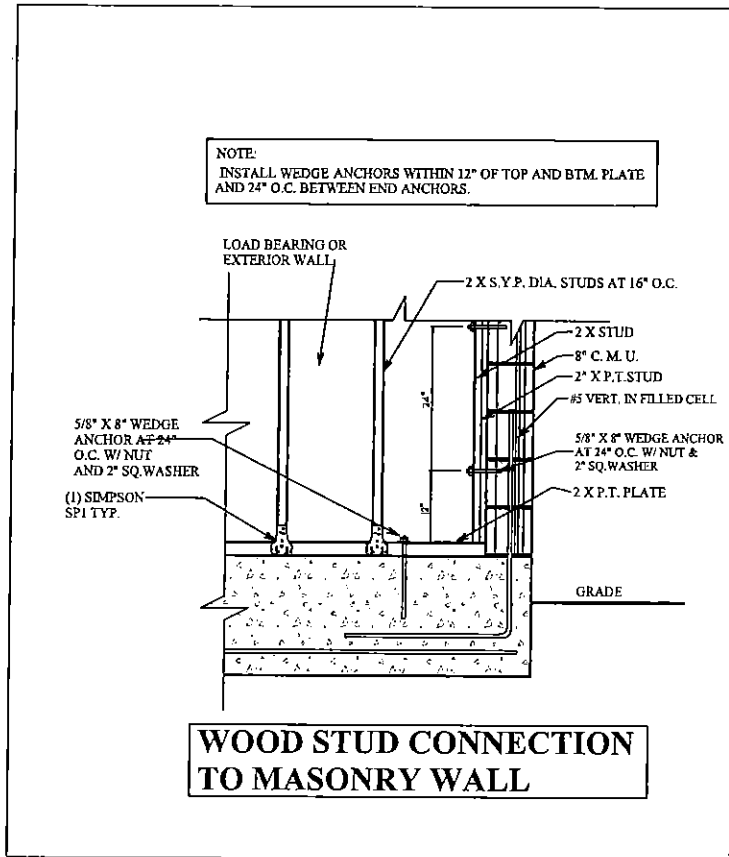 NOTE:
INSTALL WEDGE ANCHORS WITHIN 12" OF TOP AND BTM. PLATE
AND 24" O.C. BETWEEN END ANCHORS.
LOAD BEARING OR
EXTERIOR WALL
2 X S.Y.P. DIA. STUDS AT 16" O.C.
2 X STUD
8" C. M. U.
2" X P.T.STUD
#5 VERT. IN FILLED CELL
5/8" X 8" WEDGE ANCHOR
AT 24" O.C. W/ NUT &
2" SQ.WASHER
2 X P.T. PLATE
24"
12"
5/8" X 8" WEDGE
ANCHOR AT 24"
O.C. W/ NUT
AND 2" SQ.WASHER
(1) SIMPSON
SP1 TYP.
GRADE
WOOD STUD CONNECTION
TO MASONRY WALL